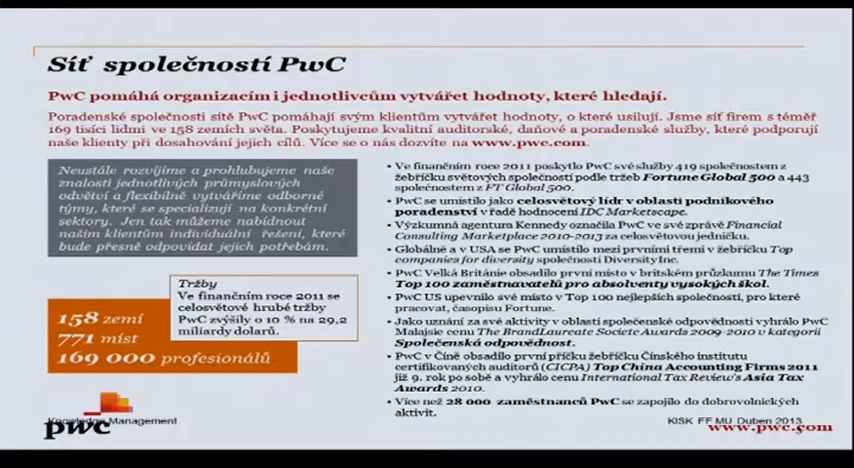 Síť společností PwC
PwC pomáhá organizacím i jednotlivcům vytvářet hodnoty, které hledají.
Poradenské společnosti sítě PwC pomáhají svým klientům vytvářet hodnoty, o které usilují. Jsme síť firem s téměř
169 tisíci lidmi ve 158 zemích světa. Poskytujeme kvalitní auditorské, daňové a poradenské služby, které podporují
naše klienty při dosahování jejich cílů. Více se o nás dozvíte na www.pwc.com.
Neustále rozvíjíme a prohlubujeme naše
znalosti jednotlivých průmyslových
odvětví a flexibilně vytváříme odborné
týmy, které se specializují na konkrétní
sektory. Jen tak můžeme nabídnout
našim klientům individuální řešení, které
bude přesně odpovídat jejich potřebám.
Tržby
Ve finančním roce 2011 se
celosvětové hrubé tržby
PwC zvýšily o 10 % na 29,2
miliardy dolarů.
158 zemí
771 míst
169 000 profesionálů
• Ve finančním roce 2011 poskytlo PwC své služby 419 společnostem z
žebříčku světových společností podle tržeb Fortune Global 500 a 443
společnostem z FT Global 500.
• PwC se umístilo jako celosvětový lídr v oblasti podnikového
poradenství v řadě hodnocení IDC Marketscape.
• Výzkumná agentura Kennedy označila PwC ve své zprávě Financial
Consulting Marketplace 2010-2013 za celosvětovou jedničku.
• Globálně a v USA se PwC umístilo mezi prvními třemi v žebříčku Top
companies for diversity společnosti Diversity Inc.
• PwC Velká Británie obsadilo první místo v britském průzkumu The Times
Top 100 zaměstnavatelů pro absolventy vysokých škol.
• PwC US upevnilo své místo v Top 100 nejlepších společností, pro které
pracovat, časopisu Fortune.
• Jako uznání za své aktivity v oblasti společenské odpovědnosti vyhrálo PwC
Malajsie cenu The BrandLaureate Societe Awards 2009-2010 v kategorii
Společenská odpovědnost.
• PwC v Číně obsadilo první příčku žebříčku Čínského institutu
certifikovaných auditorů (CICPA) Top China Accounting Firms 2011
již 9. rok po sobě a vyhrálo cenu International Tax Review's Asia Tax
Awards 2010.
• Více než 28 000 zaměstnanců PwC se zapojilo do dobrovolnických
aktivit.
Knowledge Management
pwc
KISK FF MU Duben 2013
www.pwc.com